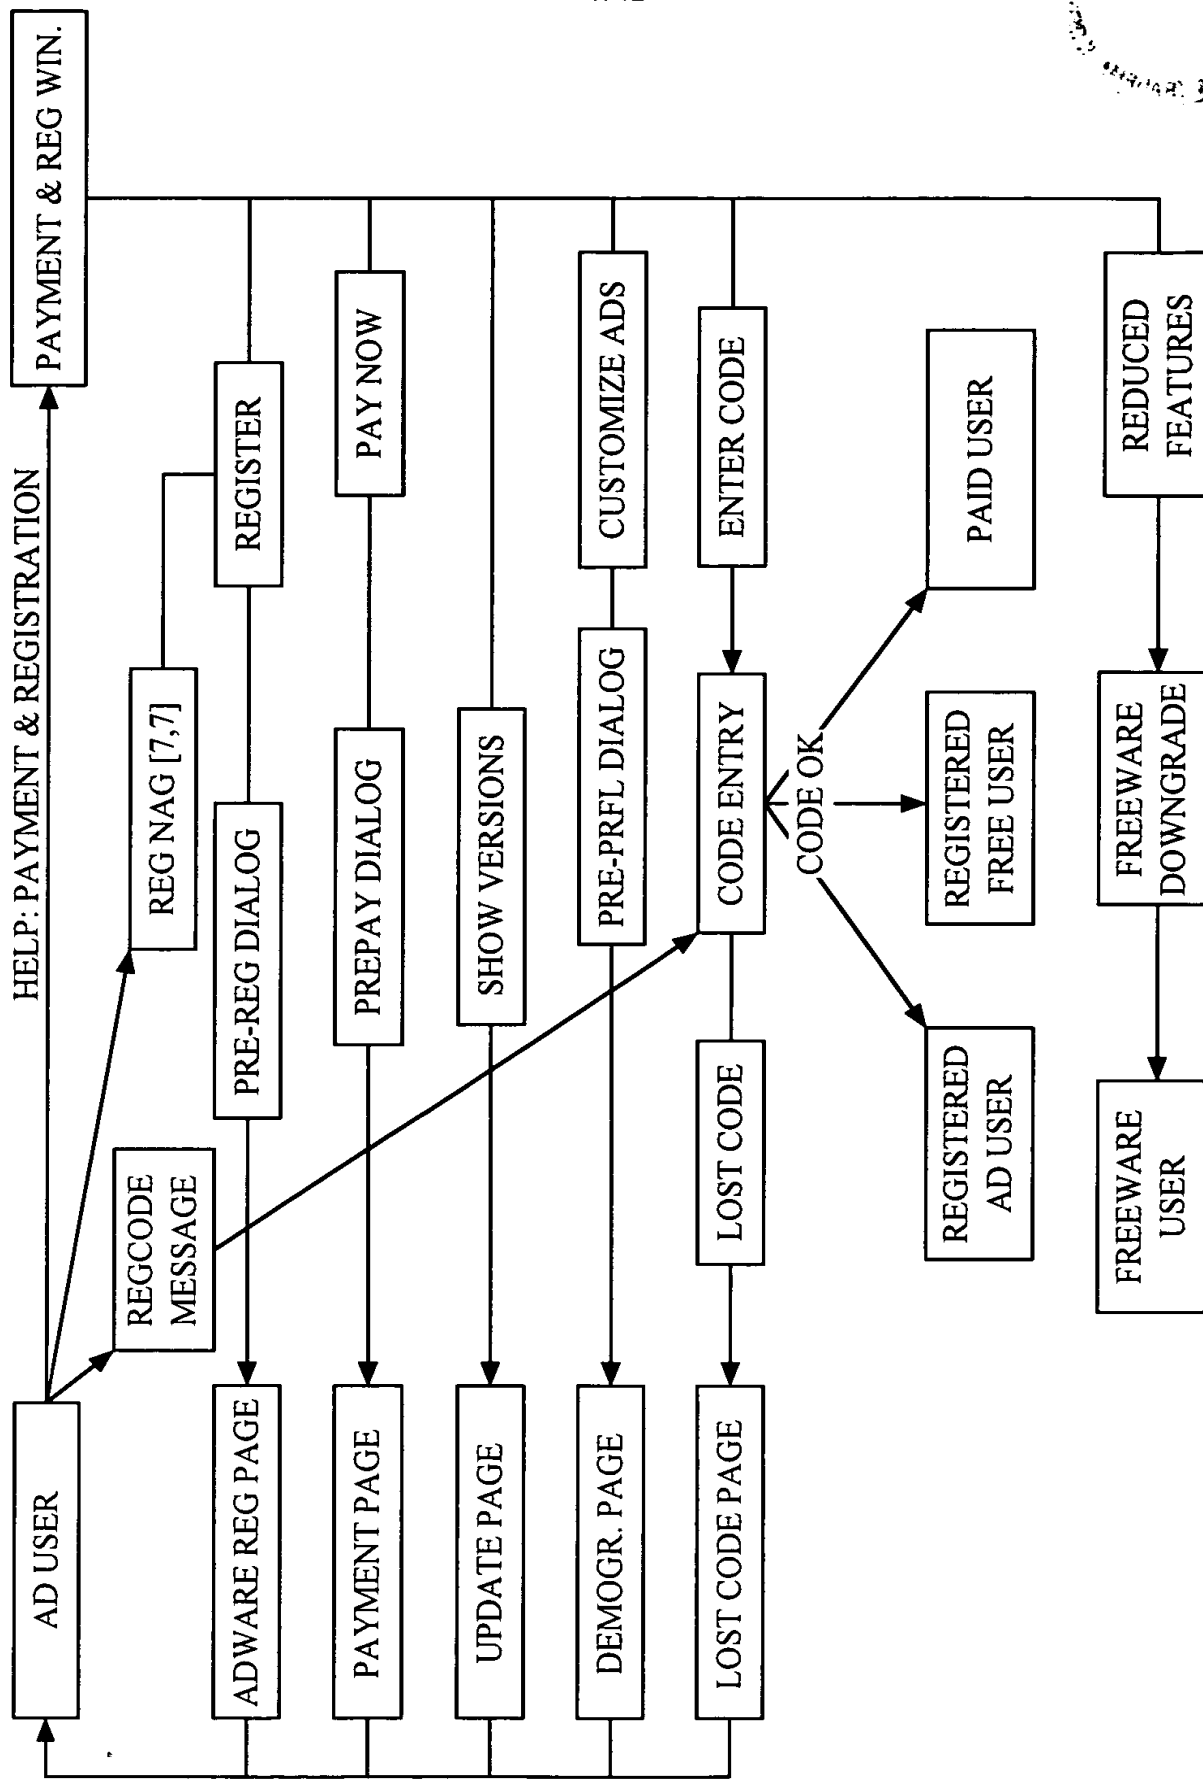 AD USER
HELP: PAYMENT & REGISTRATION
PAYMENT & REG WIN.
REGCODE
MESSAGE
REG NAG [7,7]
ADWARE REG PAGE
PRE-REG DIALOG
REGISTER
PAYMENT PAGE
PREPAY DIALOG
PAY NOW
UPDATE PAGE
SHOW VERSIONS
DEMOGR. PAGE
PRE-PRFL DIALOG
CUSTOMIZE ADS
LOST CODE PAGE
LOST CODE
CODE ENTRY
ENTER CODE
CODE OK
REGISTERED
AD USER
REGISTERED
FREE USER
PAID USER
FREEWARE
USER
FREEWARE
DOWNGRADE
REDUCED
FEATURES